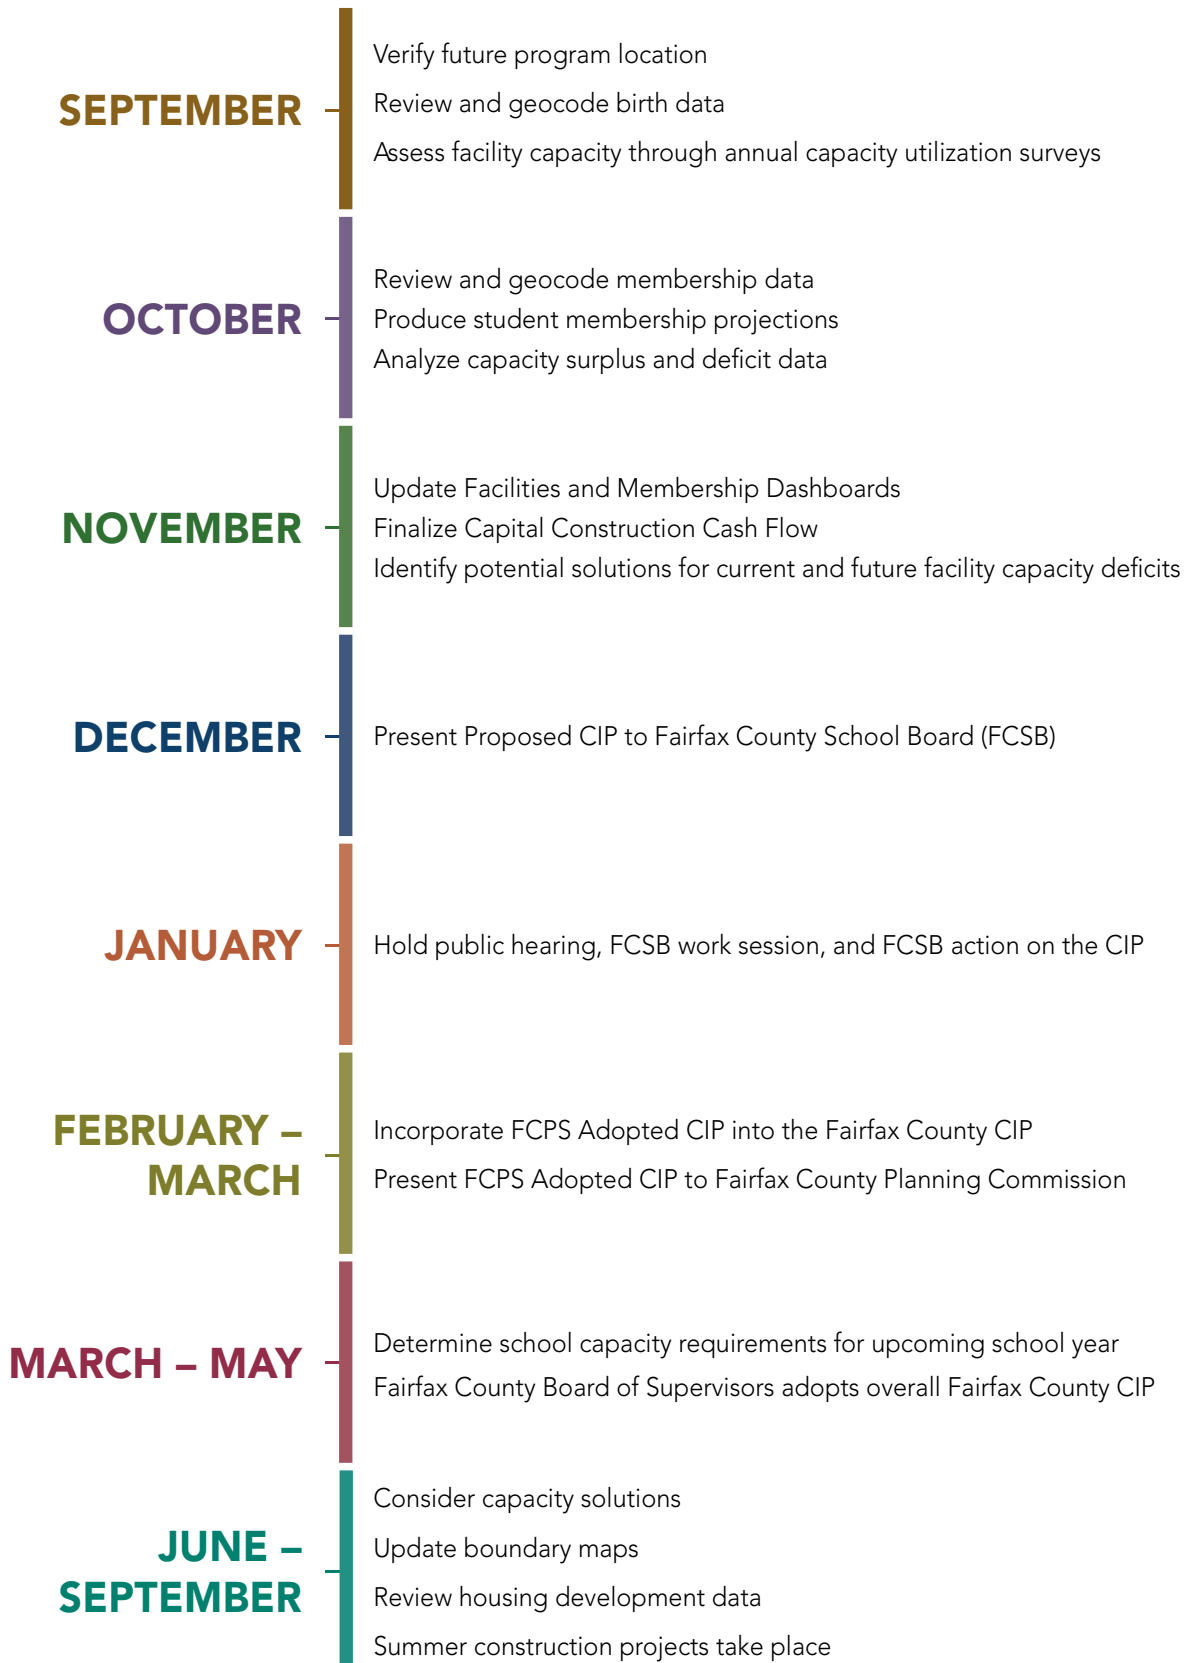 SEPTEMBER
Verify future program location
Review and geocode birth data
Assess facility capacity through annual capacity utilization surveys
OCTOBER
Review and geocode membership data
Produce student membership projections
Analyze capacity surplus and deficit data
NOVEMBER
Update Facilities and Membership Dashboards
Finalize Capital Construction Cash Flow
Identify potential solutions for current and future facility capacity deficits
DECEMBER
Present Proposed CIP to Fairfax County School Board (FCSB)
JANUARY
Hold public hearing, FCSB work session, and FCSB action on the CIP
FEBRUARY –
MARCH
Incorporate FCPS Adopted CIP into the Fairfax County CIP
Present FCPS Adopted CIP to Fairfax County Planning Commission
MARCH – MAY
Determine school capacity requirements for upcoming school year
Fairfax County Board of Supervisors adopts overall Fairfax County CIP
JUNE –
SEPTEMBER
Consider capacity solutions
Update boundary maps
Review housing development data
Summer construction projects take place